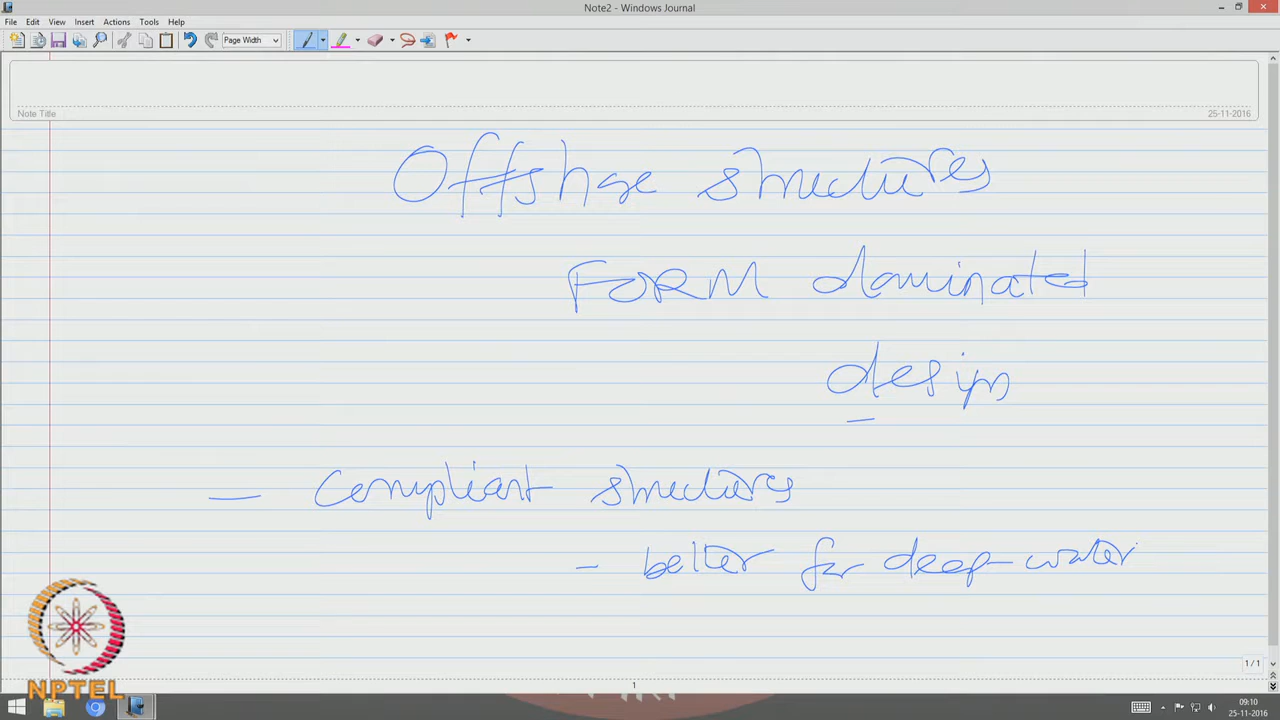 Note2 - Windows Journal
File Edit View Insert Actions Tools Help
Page Width
Note Title
25-11-2016
Offshore structures
FORM dominated
design
- Compliant structures
- better for deep-water
1 / 1
1
NPTEL
09:10
25-11-2016